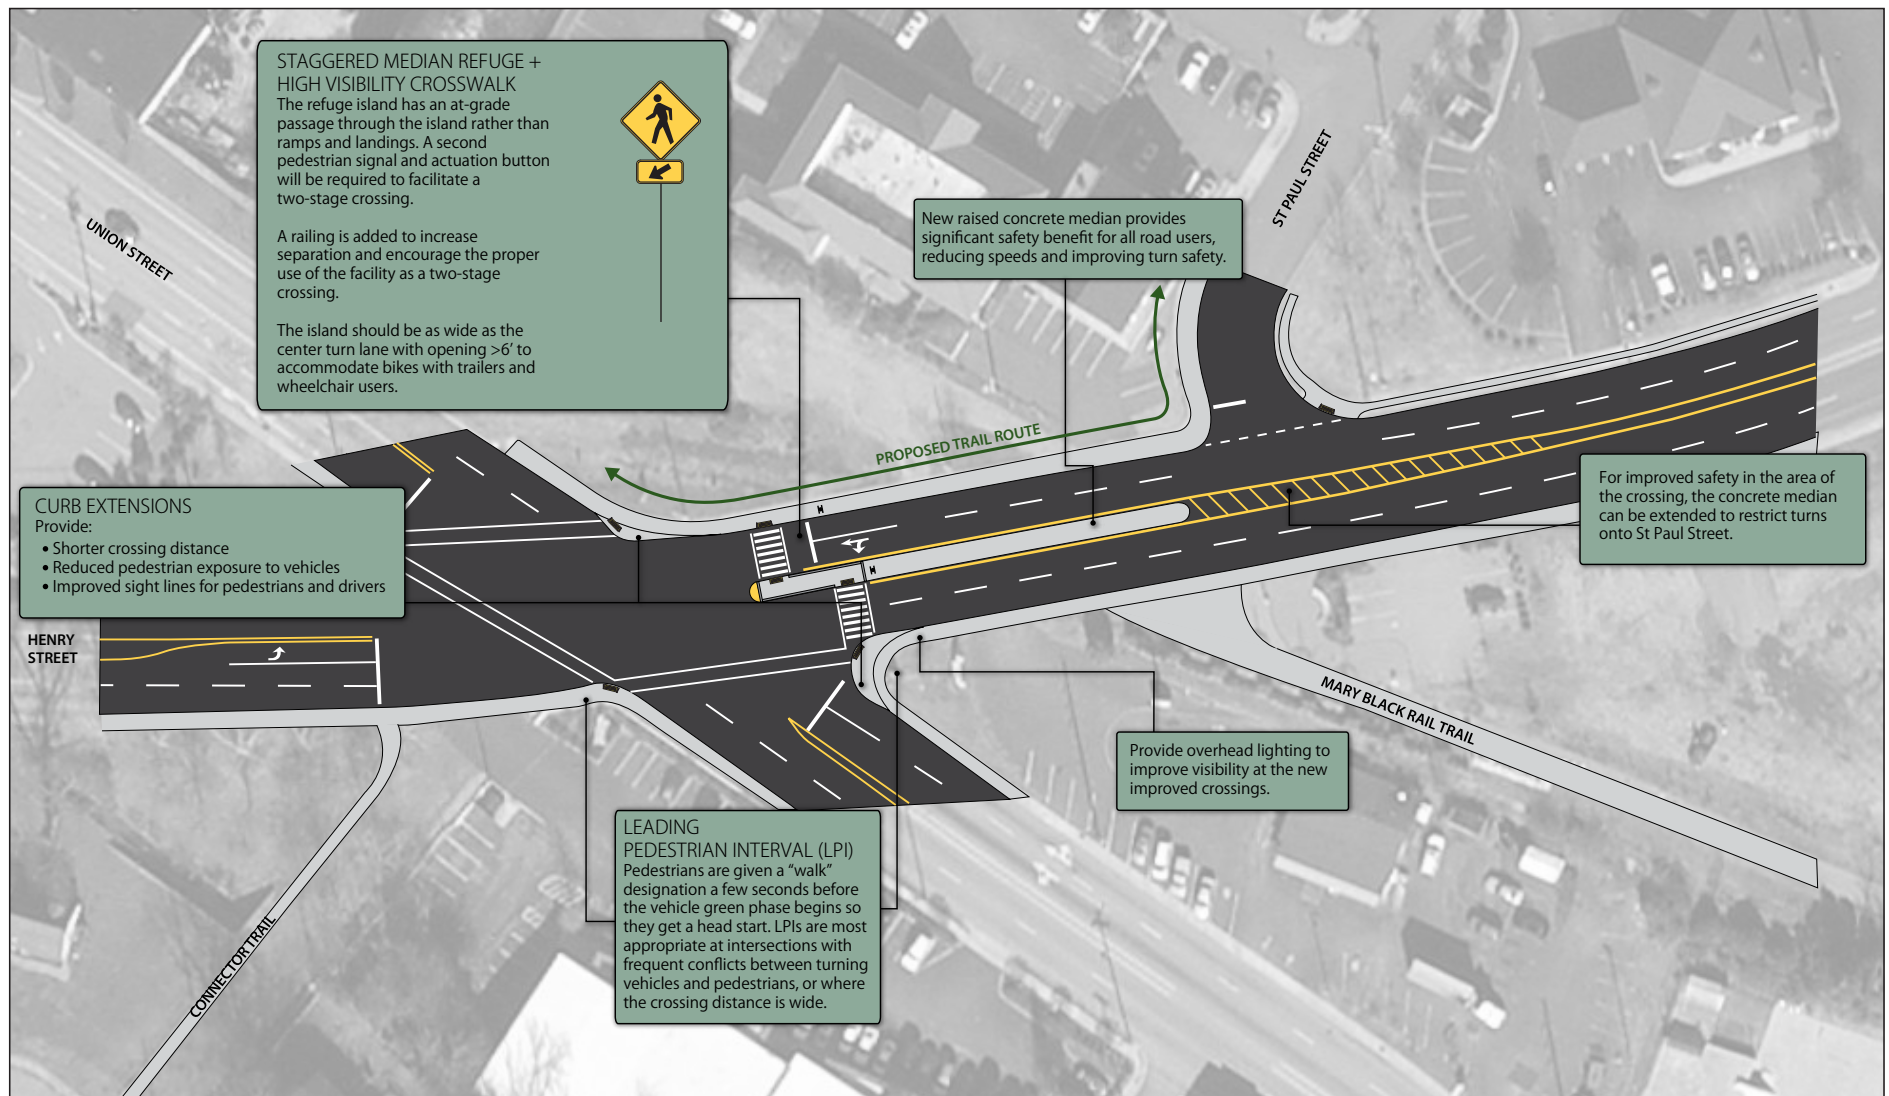 STAGGERED MEDIAN REFUGE +
HIGH VISIBILITY CROSSWALK
The refuge island has an at-grade
passage through the island rather than
ramps and landings. A second
pedestrian signal and actuation button
will be required to facilitate a
two-stage crossing.
A railing is added to increase
separation and encourage the proper
use of the facility as a two-stage
crossing.
The island should be as wide as the
center turn lane with opening >6’ to
accommodate bikes with trailers and
wheelchair users.
UNION STREET
ST PAUL STREET
New raised concrete median provides
significant safety benefit for all road users,
reducing speeds and improving turn safety.
PROPOSED TRAIL ROUTE
For improved safety in the area of
the crossing, the concrete median
can be extended to restrict turns
onto St Paul Street.
CURB EXTENSIONS
Provide:
• Shorter crossing distance
• Reduced pedestrian exposure to vehicles
• Improved sight lines for pedestrians and drivers
HENRY
STREET
MARY BLACK RAIL TRAIL
Provide overhead lighting to
improve visibility at the new
improved crossings.
LEADING
PEDESTRIAN INTERVAL (LPI)
Pedestrians are given a “walk”
designation a few seconds before
the vehicle green phase begins so
they get a head start. LPIs are most
appropriate at intersections with
frequent conflicts between turning
vehicles and pedestrians, or where
the crossing distance is wide.
CONNECTOR TRAIL